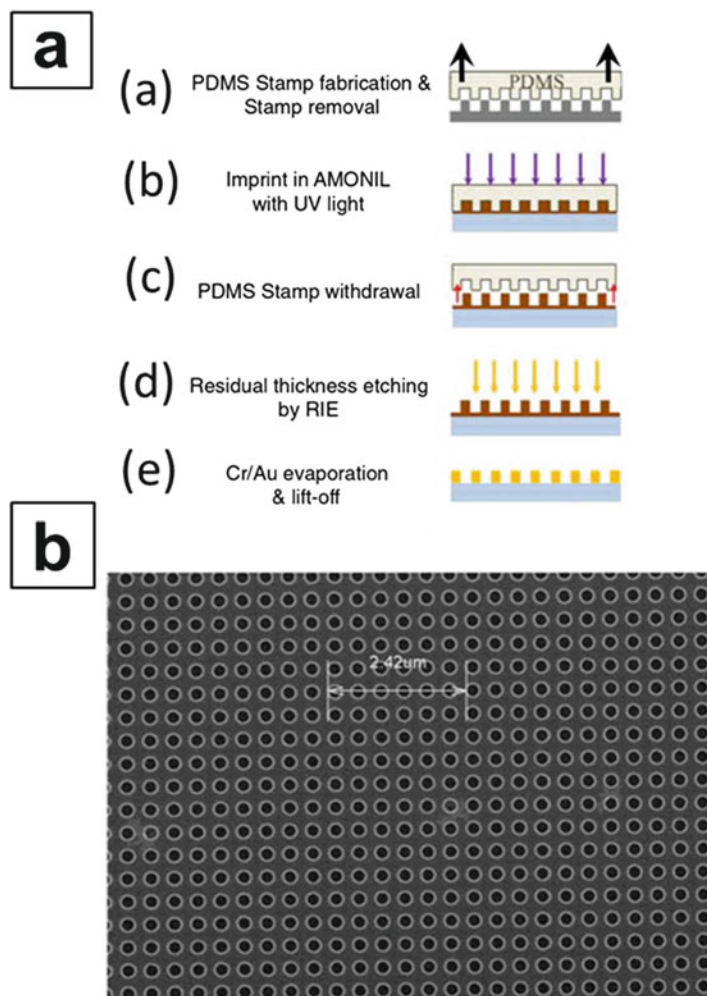 a
(a) PDMS Stamp fabrication &
Stamp removal
PDMS
(b) Imprint in AMONIL
with UV light
(c) PDMS Stamp withdrawal
(d) Residual thickness etching
by RIE
(e) Cr/Au evaporation
& lift-off
b
2.42um